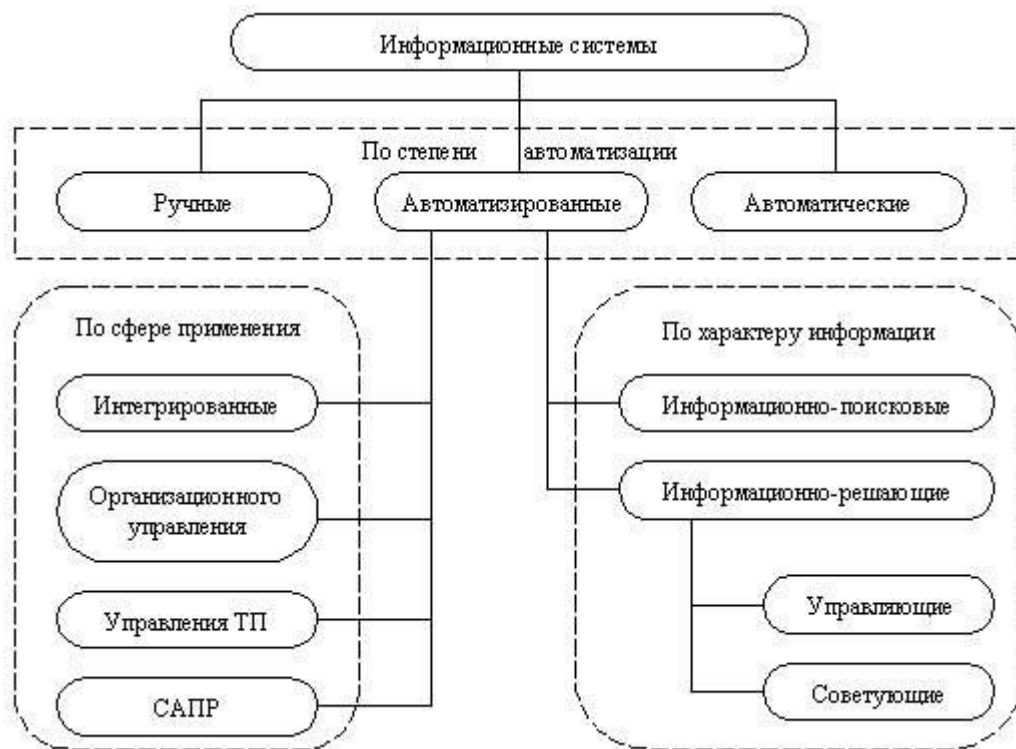 Информационные системы
По степени автоматизации
Ручные
Автоматизированные
Автоматические
По сфере применения
Интегрированные
Организационного
управления
Управления ТП
САПР
По характеру информации
Информационно-поисковые
Информационно-решающие
Управляющие
Советующие